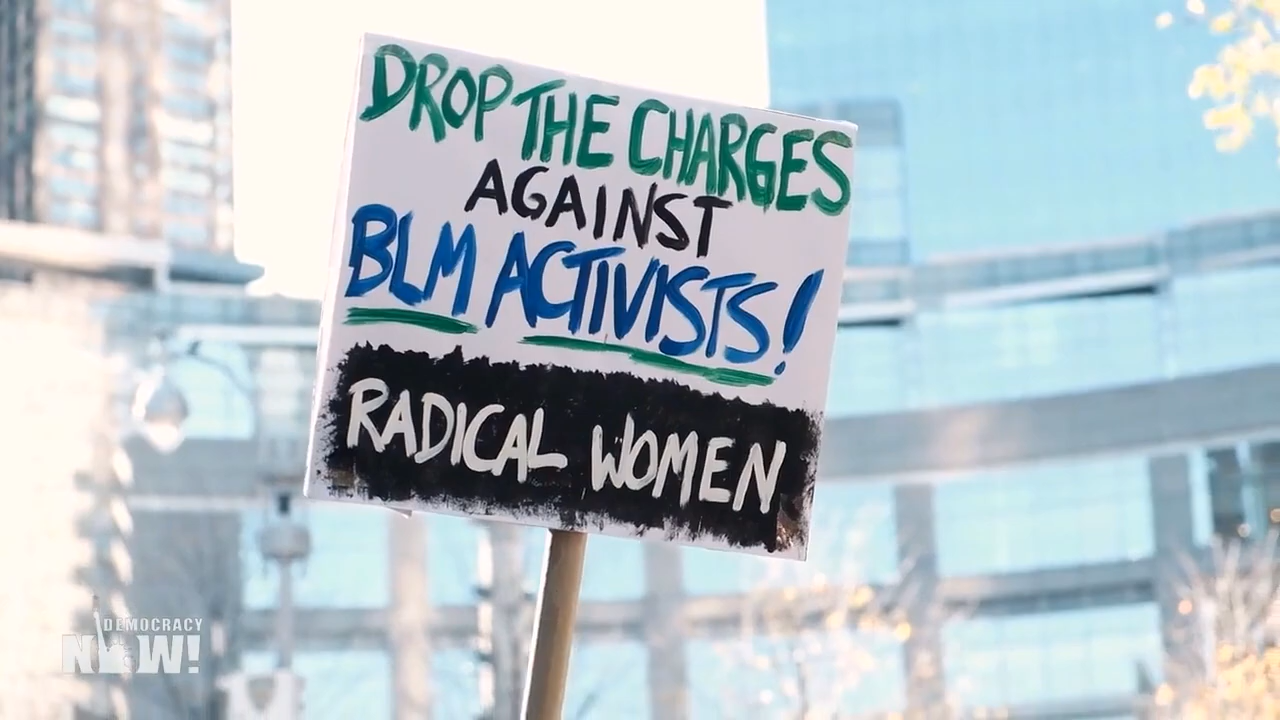 DROP THE CHARGES
AGAINST
BLM ACTIVISTS!
RADICAL WOMEN
DEMOCRACY
NOW!